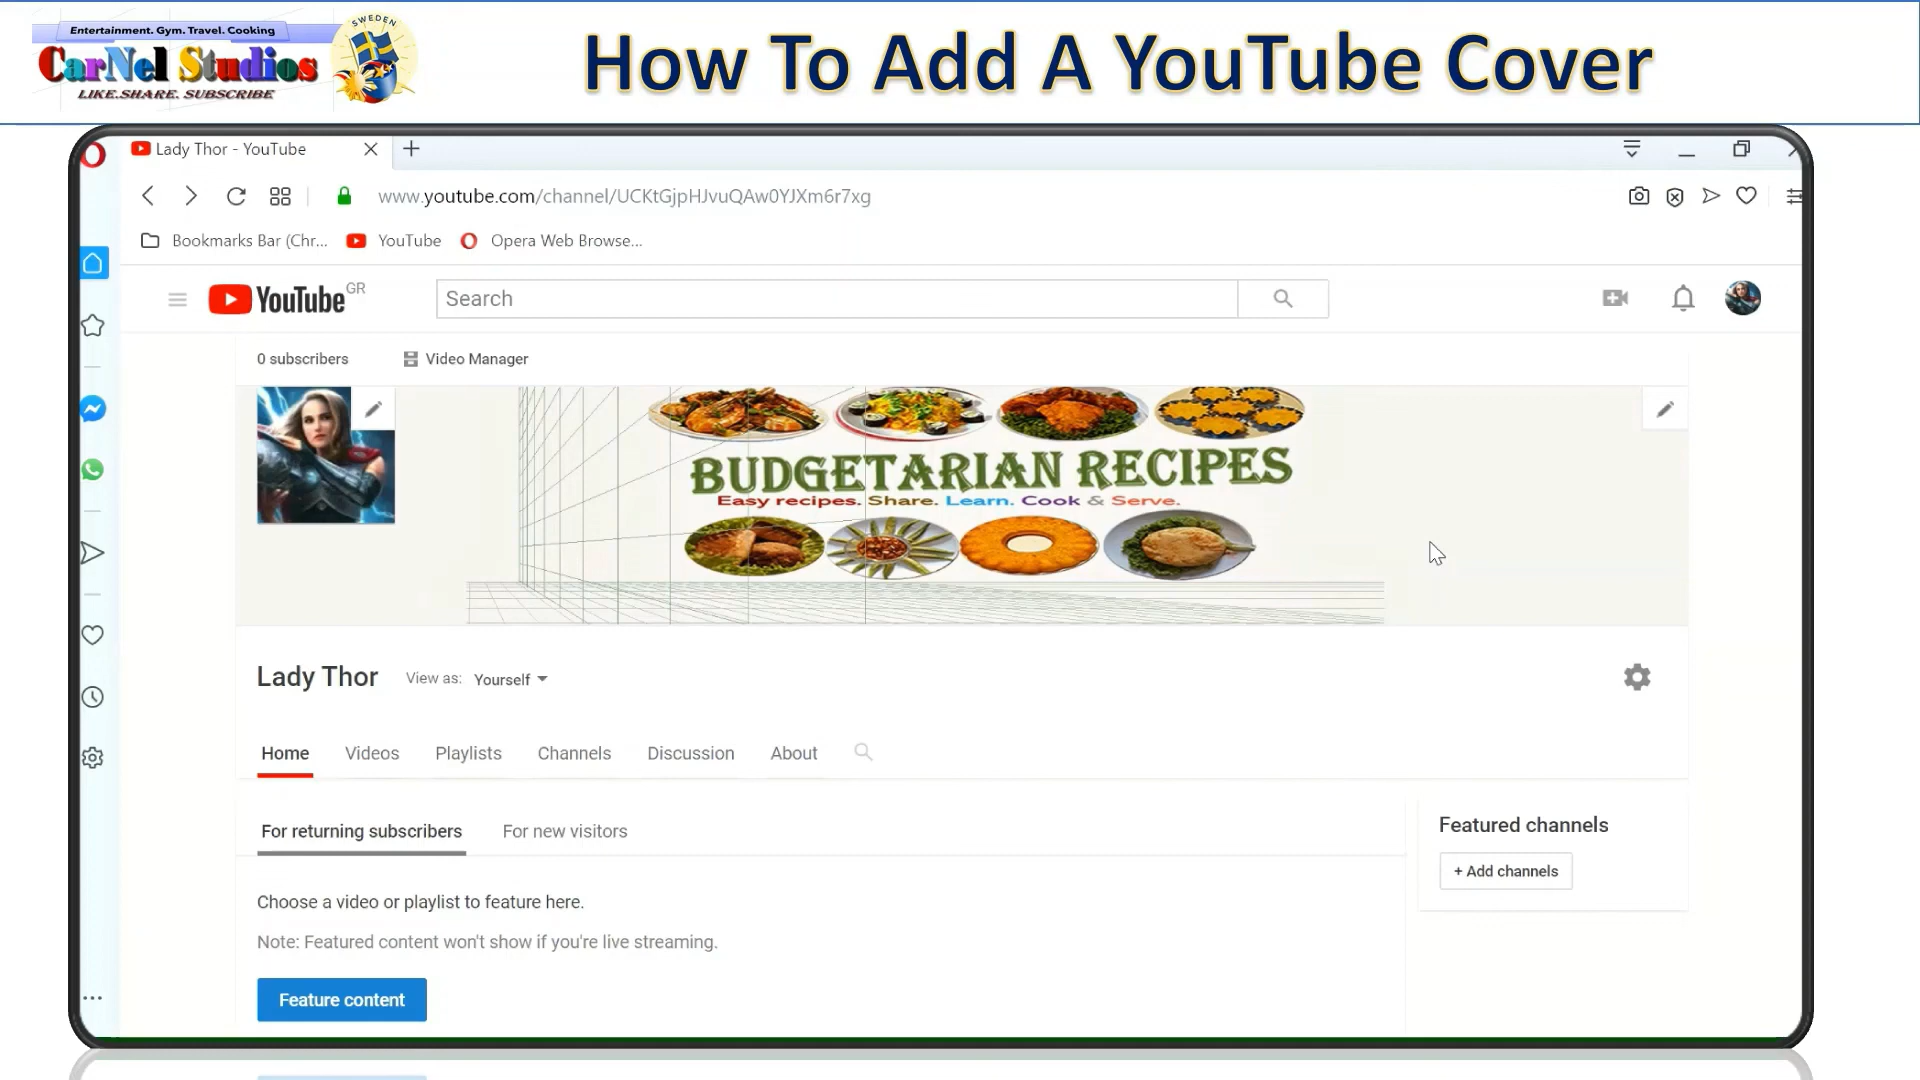 Entertainment. Gym. Travel. Cooking
CarNel Studios
LIKE.SHARE. SUBSCRIBE
SWEDEN
How To Add A YouTube Cover
Lady Thor - YouTube
www.youtube.com/channel/UCKtGjpHJvuQAw0YJXm6r7xg
Bookmarks Bar (Chr...
YouTube
Opera Web Browse...
YouTube GR
Search
0 subscribers
Video Manager
BUDGETARIAN RECIPES
Easy recipes. Share. Learn. Cook & Serve.
Lady Thor
View as: Yourself
Home
Videos
Playlists
Channels
Discussion
About
For returning subscribers
For new visitors
Featured channels
+ Add channels
Choose a video or playlist to feature here.
Note: Featured content won't show if you're live streaming.
Feature content